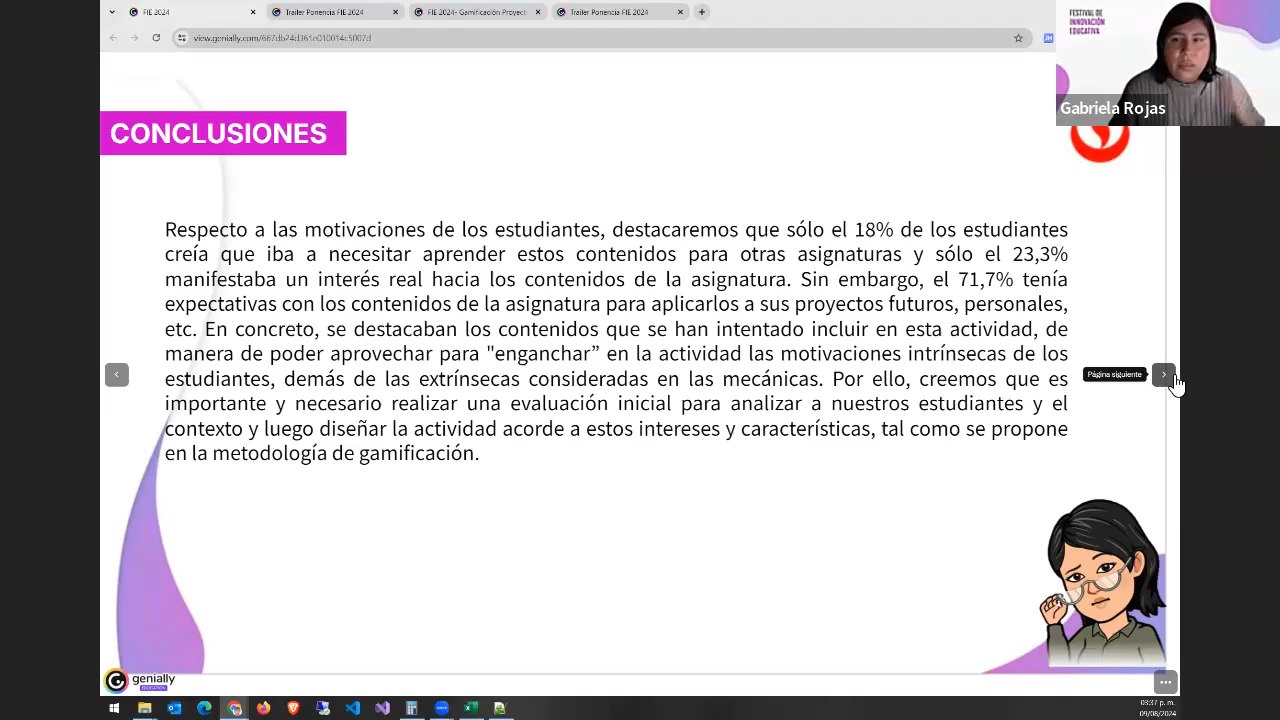 FIE 2024
Trailer Ponencia FIE 2024
FIE 2024- Gamificación Proyect
Trailer Ponencia FIE 2024
view.genially.com/667db24d361e010014c5007d
FESTIVAL DE
INNOVACIÓN
EDUCATIVA
Gabriela Rojas
CONCLUSIONES
Respecto a las motivaciones de los estudiantes, destacaremos que sólo el 18% de los estudiantes
creía que iba a necesitar aprender estos contenidos para otras asignaturas y sólo el 23,3%
manifestaba un interés real hacia los contenidos de la asignatura. Sin embargo, el 71,7% tenía
expectativas con los contenidos de la asignatura para aplicarlos a sus proyectos futuros, personales,
etc. En concreto, se destacaban los contenidos que se han intentado incluir en esta actividad, de
manera de poder aprovechar para "enganchar” en la actividad las motivaciones intrínsecas de los
estudiantes, demás de las extrínsecas consideradas en las mecánicas. Por ello, creemos que es
importante y necesario realizar una evaluación inicial para analizar a nuestros estudiantes y el
contexto y luego diseñar la actividad acorde a estos intereses y características, tal como se propone
en la metodología de gamificación.
Página siguiente
genially
EDUCATION
03:37 p. m.
09/08/2024